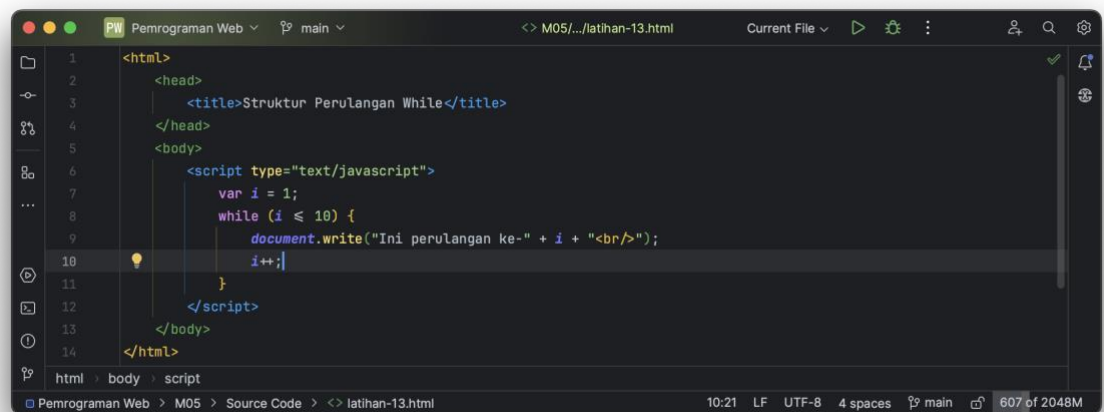 PW Pemrograman Web main <> M05/.../latihan-13.html Current File
1 <html>
2 <head>
3 <title>Struktur Perulangan While</title>
4 </head>
5 <body>
6 <script type="text/javascript">
7 var i = 1;
8 while (i <= 10) {
9 document.write("Ini perulangan ke-" + i + "<br/>");
10 i++;
11 }
12 </script>
13 </body>
14 </html>
html > body > script
Pemrograman Web > M05 > Source Code > <> latihan-13.html 10:21 LF UTF-8 4 spaces main 607 of 2048M